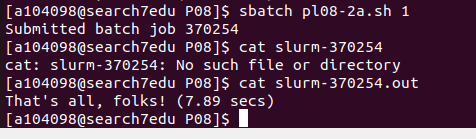 [a104098@search7edu P08]$ sbatch pl08-2a.sh 1
Submitted batch job 370254
[a104098@search7edu P08]$ cat slurm-370254
cat: slurm-370254: No such file or directory
[a104098@search7edu P08]$ cat slurm-370254.out
That's all, folks! (7.89 secs)
[a104098@search7edu P08]$